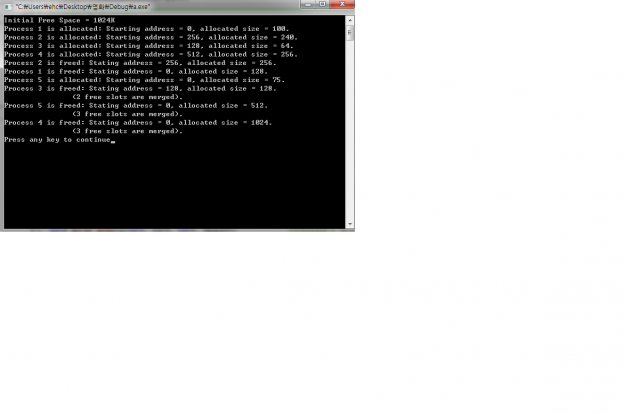 "C:₩Users₩ehc₩Desktop₩경희₩Debug₩a.exe"
Initial Free Space = 1024K
Process 1 is allocated: Starting address = 0, allocated size = 100.
Process 2 is allocated: Starting address = 256, allocated size = 240.
Process 3 is allocated: Starting address = 128, allocated size = 64.
Process 4 is allocated: Starting address = 512, allocated size = 256.
Process 2 is freed: Stating address = 256, allocated size = 256.
Process 1 is freed: Stating address = 0, allocated size = 128.
Process 5 is allocated: Starting address = 0, allocated size = 75.
Process 3 is freed: Stating address = 128, allocated size = 128.
(2 free slots are merged).
Process 5 is freed: Stating address = 0, allocated size = 512.
(3 free slots are merged).
Process 4 is freed: Stating address = 0, allocated size = 1024.
(3 free slots are merged).
Press any key to continue_